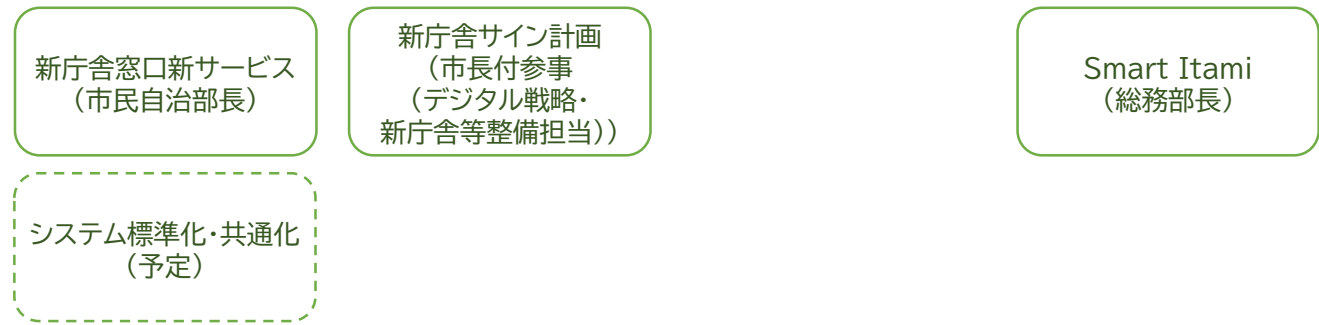 新庁舎窓口新サービス
（市民自治部長）
新庁舎サイン計画
（市長付参事
（デジタル戦略・
新庁舎等整備担当））
Smart Itami
（総務部長）
システム標準化・共通化
（予定）